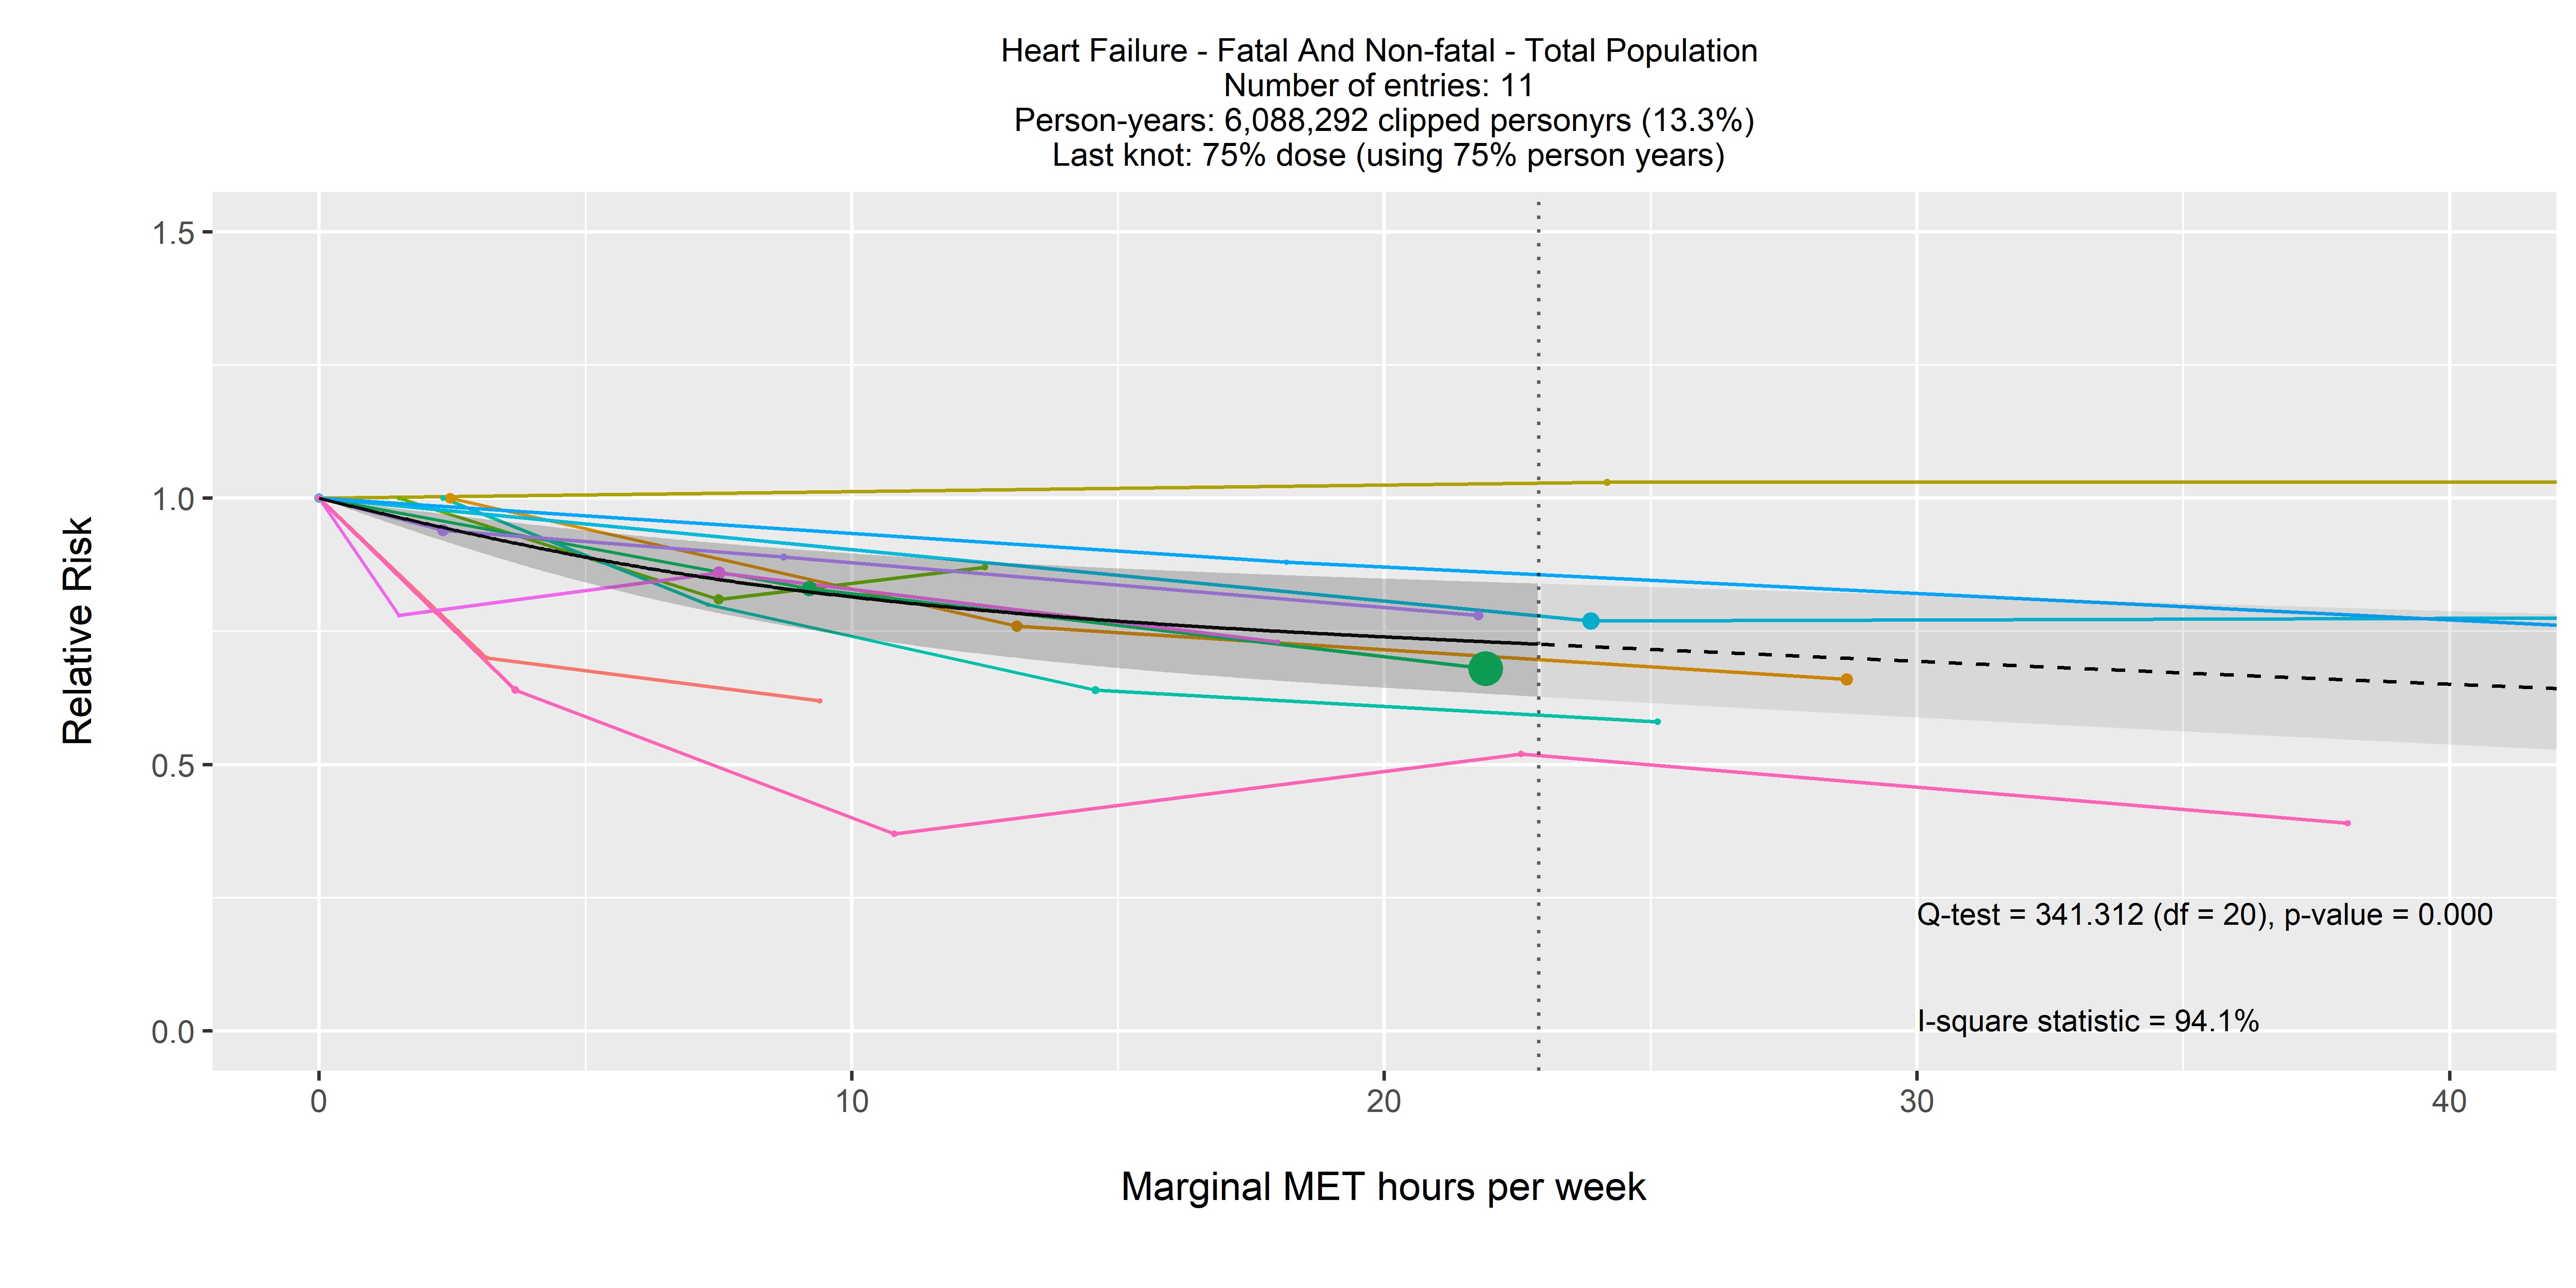 Heart Failure - Fatal And Non-fatal - Total Population
Number of entries: 11
Person-years: 6,088,292 clipped personyrs (13.3%)
Last knot: 75% dose (using 75% person years)
Relative Risk
1.5
1.0
0.5
0.0
Q-test = 341.312 (df = 20), p-value = 0.000
I-square statistic = 94.1%
0 10 20 30 40
Marginal MET hours per week